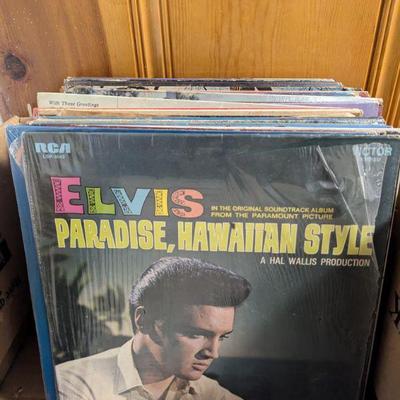 With These Greetings
RCA
VICTOR
ELVIS
IN THE ORIGINAL SOUNDTRACK ALBUM
FROM THE PARAMOUNT PICTURE
PARADISE, HAWAIIAN STYLE
A HAL WALLIS PRODUCTION